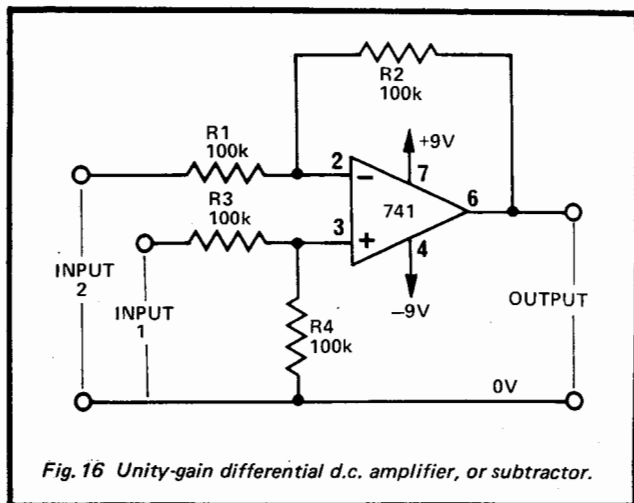 R2
100k
R1
100k
+9V
2
7
−
6
R3
100k
741
3
+
4
INPUT
2
INPUT
1
−9V
OUTPUT
R4
100k
0V
Fig. 16 Unity-gain differential d.c. amplifier, or subtractor.